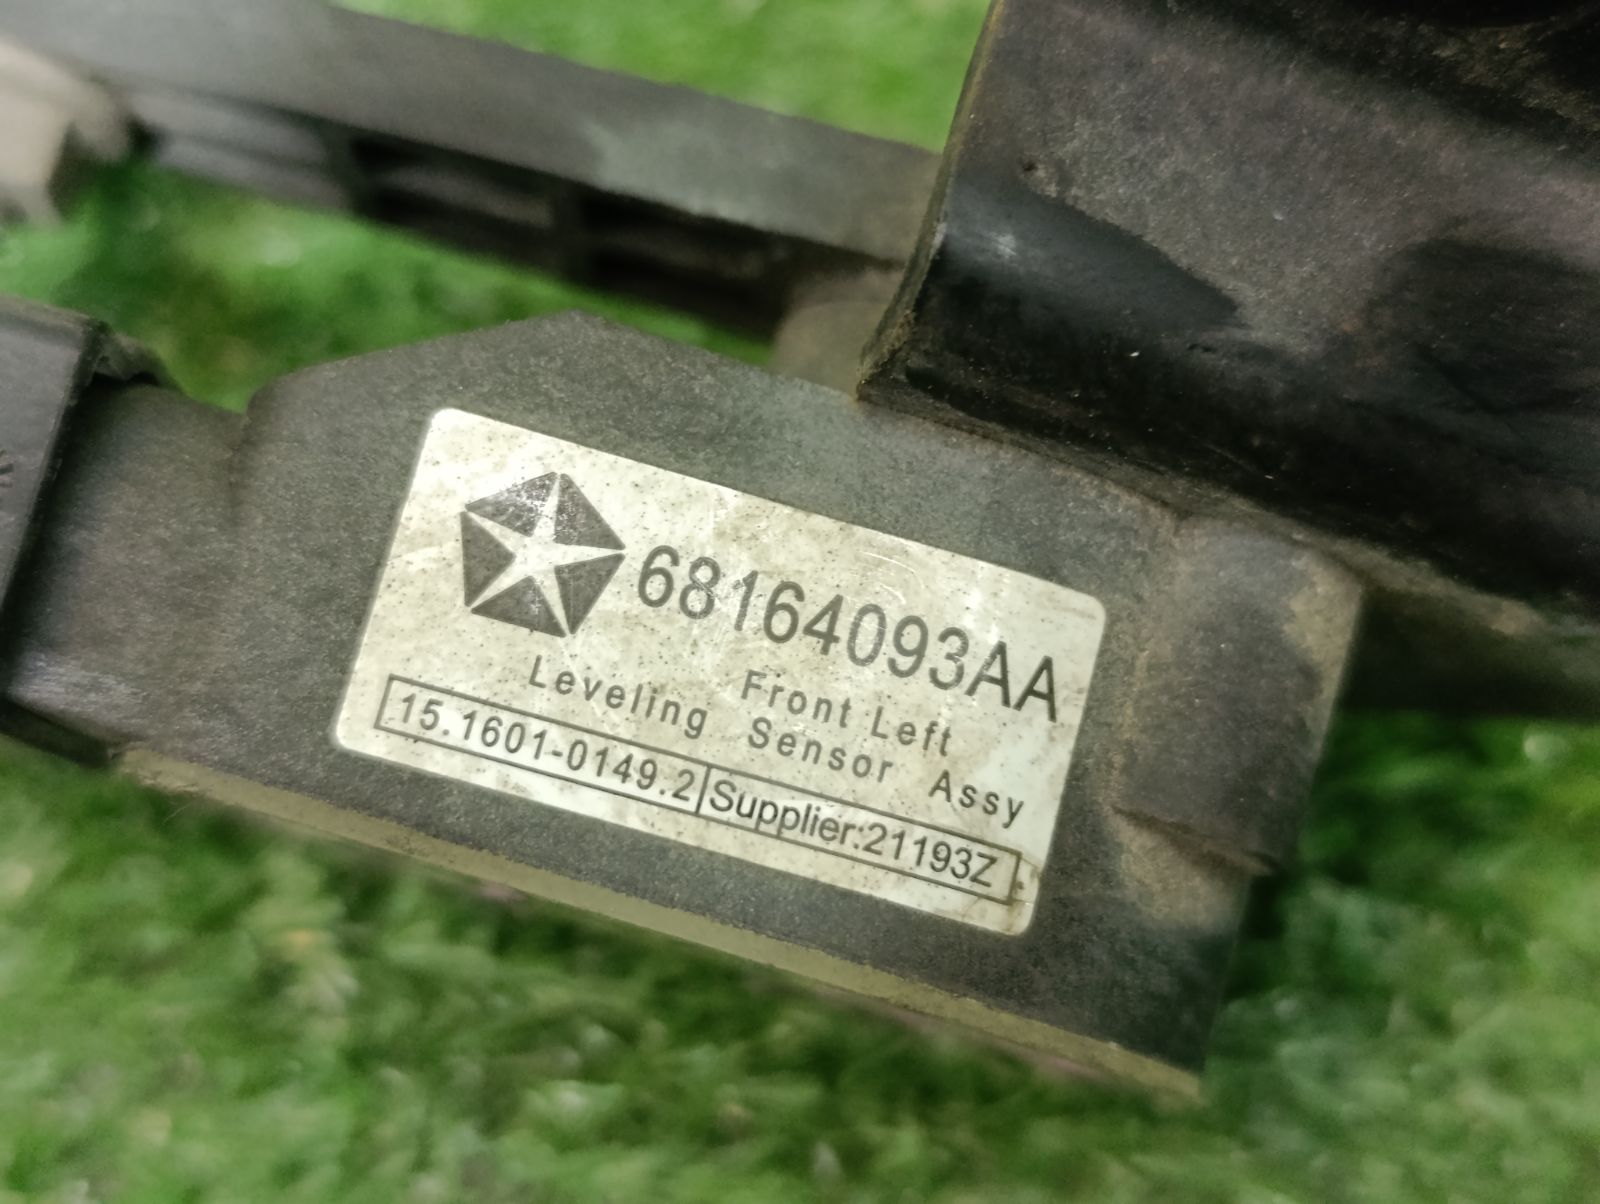 68164093AA
Front Left
Leveling Sensor Assy
15.1601-0149.2 Supplier:21193Z